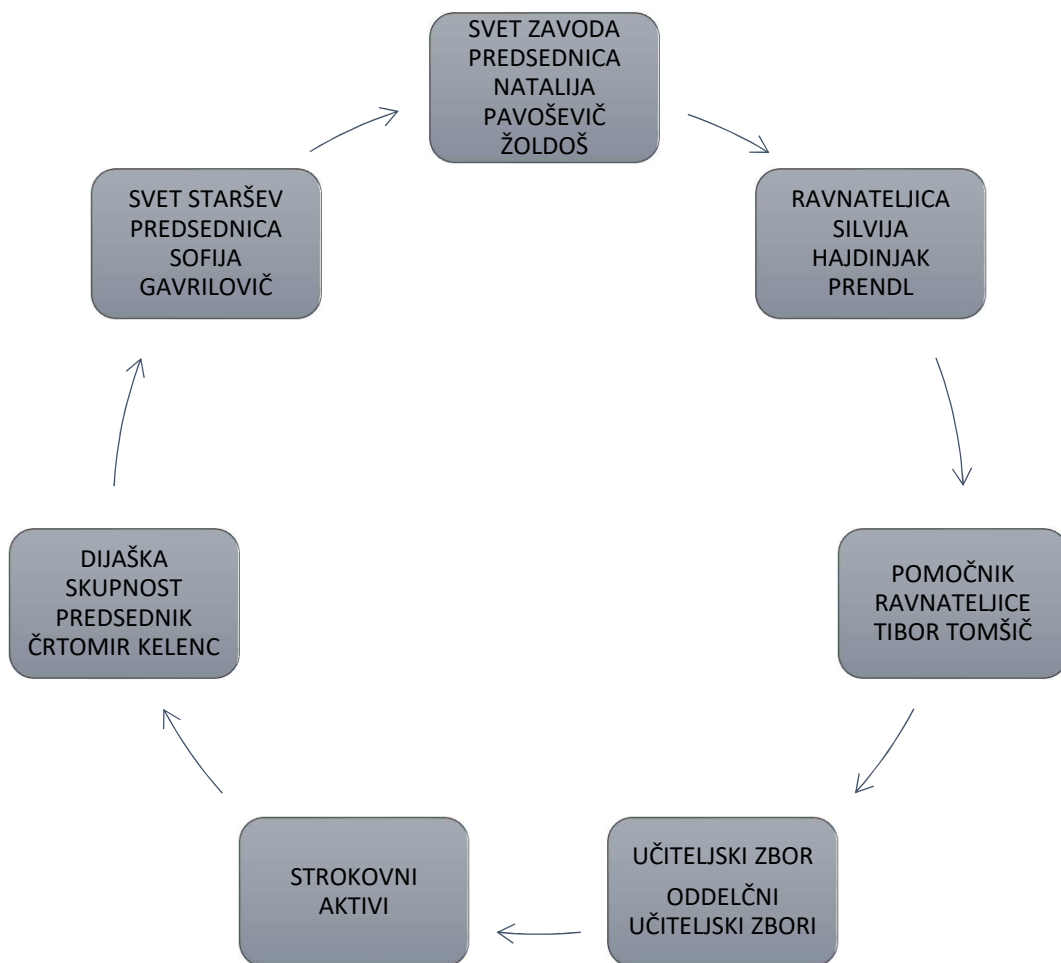 SVET ZAVODA
PREDSEDNICA
NATALIJA
PAVOŠEVIČ
ŽOLDOŠ
RAVNATELJICA
SILVIJA
HAJDINJAK
PRENDL
POMOČNIK
RAVNATELJICE
TIBOR TOMŠIČ
UČITELJSKI ZBOR
ODDELČNI
UČITELJSKI ZBORI
STROKOVNI
AKTIVI
DIJAŠKA
SKUPNOST
PREDSEDNIK
ČRTOMIR KELENC
SVET STARŠEV
PREDSEDNICA
SOFIJA
GAVRILOVIČ